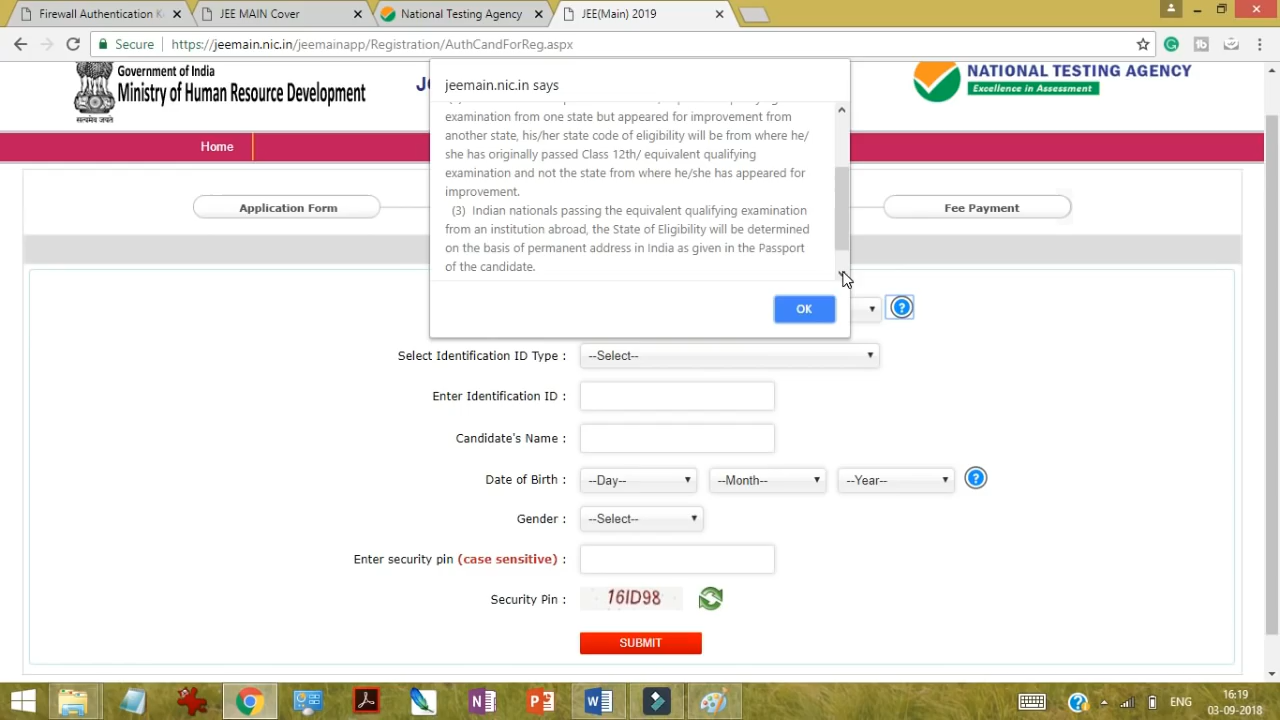 Firewall Authentication K
JEE MAIN Cover
National Testing Agency
JEE(Main) 2019
Secure
https://jeemain.nic.in/jeemainapp/Registration/AuthCandForReg.aspx
Government of India
Ministry of Human Resource Development
सत्यमेव जयते
NATIONAL TESTING AGENCY
Excellence in Assessment
Home
Application Form
Fee Payment
jeemain.nic.in says
examination from one state but appeared for improvement from
another state, his/her state code of eligibility will be from where he/
she has originally passed Class 12th/ equivalent qualifying
examination and not the state from where he/she has appeared for
improvement.
(3) Indian nationals passing the equivalent qualifying examination
from an institution abroad, the State of Eligibility will be determined
on the basis of permanent address in India as given in the Passport
of the candidate.
OK
Select Identification ID Type :
--Select--
Enter Identification ID :
Candidate's Name :
Date of Birth :
--Day--
--Month--
--Year--
Gender :
--Select--
Enter security pin (case sensitive) :
Security Pin :
16ID98
SUBMIT
ENG
16:19
03-09-2018